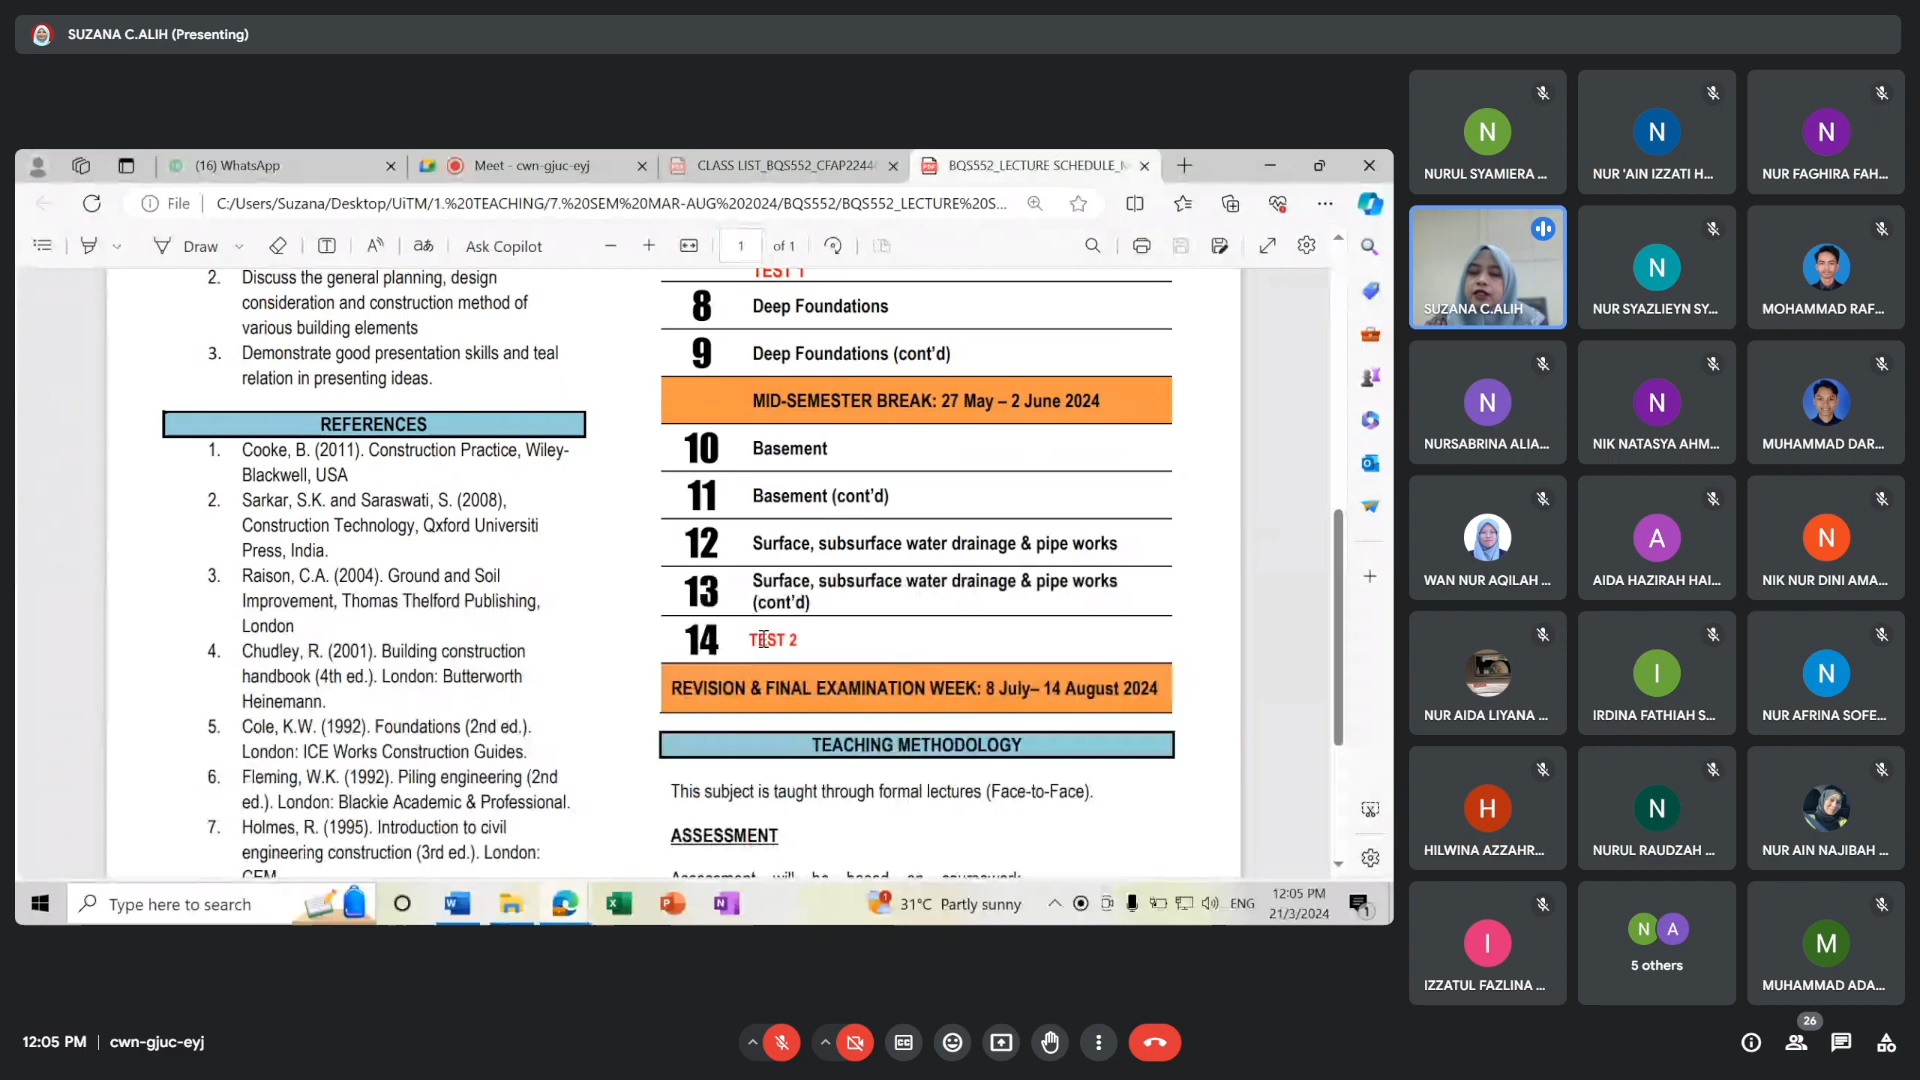 SUZANA C.ALIH (Presenting)
(16) WhatsApp
Meet - cwn-gjuc-eyj
CLASS LIST_BQS552_CFAP2244
BQS552_LECTURE SCHEDULE_
File
C:/Users/Suzana/Desktop/UiTM/1.%20TEACHING/7.%20SEM%20MAR-AUG%202024/BQS552/BQS552_LECTURE%20S...
Draw
Ask Copilot
1
of 1
2. Discuss the general planning, design
consideration and construction method of
various building elements
3. Demonstrate good presentation skills and teal
relation in presenting ideas.
REFERENCES
1. Cooke, B. (2011). Construction Practice, Wiley-
Blackwell, USA
2. Sarkar, S.K. and Saraswati, S. (2008),
Construction Technology, Qxford Universiti
Press, India.
3. Raison, C.A. (2004). Ground and Soil
Improvement, Thomas Thelford Publishing,
London
4. Chudley, R. (2001). Building construction
handbook (4th ed.). London: Butterworth
Heinemann.
5. Cole, K.W. (1992). Foundations (2nd ed.).
London: ICE Works Construction Guides.
6. Fleming, W.K. (1992). Piling engineering (2nd
ed.). London: Blackie Academic & Professional.
7. Holmes, R. (1995). Introduction to civil
engineering construction (3rd ed.). London:
CEM
TEST 1
8 Deep Foundations
9 Deep Foundations (cont'd)
MID-SEMESTER BREAK: 27 May – 2 June 2024
10 Basement
11 Basement (cont'd)
12 Surface, subsurface water drainage & pipe works
13 Surface, subsurface water drainage & pipe works
(cont'd)
14 TEST 2
REVISION & FINAL EXAMINATION WEEK: 8 July– 14 August 2024
TEACHING METHODOLOGY
This subject is taught through formal lectures (Face-to-Face).
ASSESSMENT
Assessment will be based on coursework
Type here to search
31°C Partly sunny
ENG
12:05 PM
21/3/2024
1
N
NURUL SYAMIERA ...
N
NUR 'AIN IZZATI H...
N
NUR FAGHIRA FAH...
SUZANA C.ALIH
N
NUR SYAZLIEYN SY...
MOHAMMAD RAF...
N
NURSABRINA ALIA...
N
NIK NATASYA AHM...
MUHAMMAD DAR...
WAN NUR AQILAH ...
A
AIDA HAZIRAH HAI...
N
NIK NUR DINI AMA...
NUR AIDA LIYANA ...
I
IRDINA FATHIAH S...
N
NUR AFRINA SOFE...
H
HILWINA AZZAHR...
N
NURUL RAUDZAH ...
NUR AIN NAJIBAH ...
I
IZZATUL FAZLINA ...
N A
5 others
M
MUHAMMAD ADA...
12:05 PM | cwn-gjuc-eyj
26